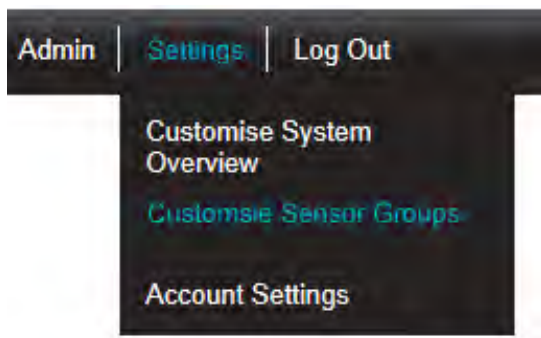 Admin | Settings | Log Out
Customise System
Overview
Customsie Sensor Groups
Account Settings